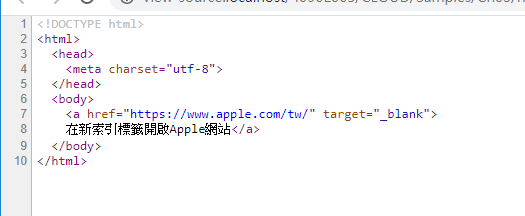 1 <!DOCTYPE html>
2 <html>
3   <head>
4     <meta charset="utf-8">
5   </head>
6   <body>
7     <a href="https://www.apple.com/tw/" target="_blank">
8     在新索引標籤開啟Apple網站</a>
9   </body>
10 </html>